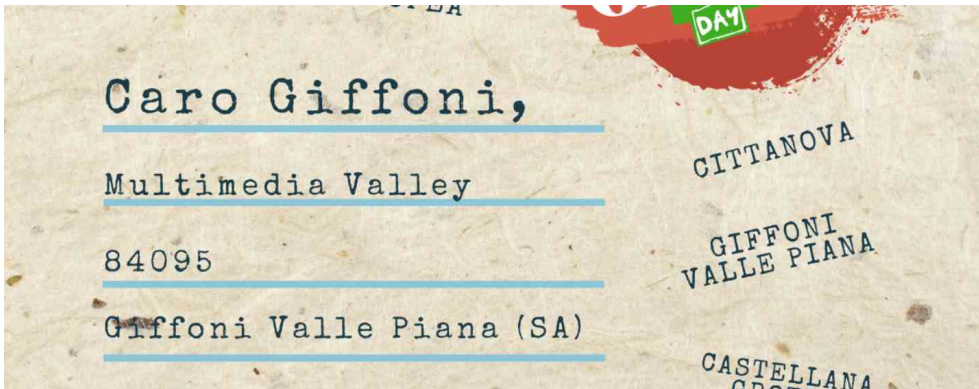 DAY
Caro Giffoni,
CITTANOVA
Multimedia Valley
GIFFONI
VALLE PIANA
84095
Giffoni Valle Piana (SA)
CASTELLANA